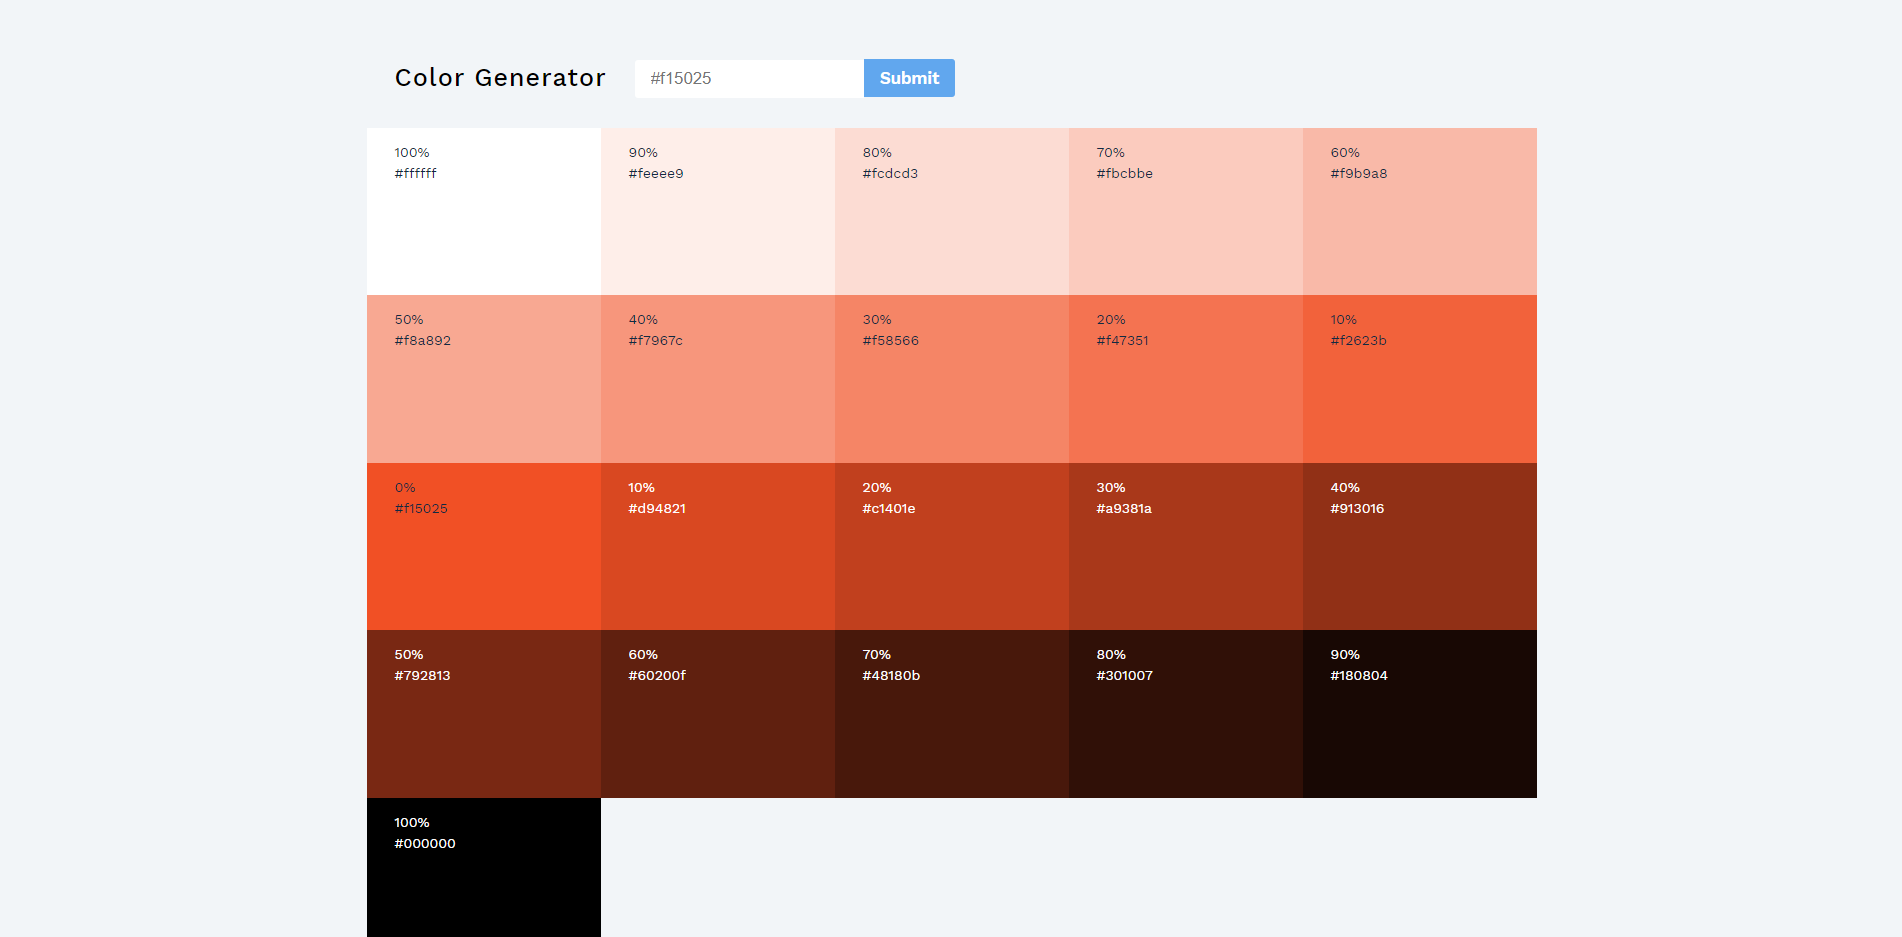 Color Generator
#f15025
Submit
100%
#ffffff
90%
#feeee9
80%
#fcdcd3
70%
#fbcbbe
60%
#f9b9a8
50%
#f8a892
40%
#f7967c
30%
#f58566
20%
#f47351
10%
#f2623b
0%
#f15025
10%
#d94821
20%
#c1401e
30%
#a9381a
40%
#913016
50%
#792813
60%
#60200f
70%
#48180b
80%
#301007
90%
#180804
100%
#000000